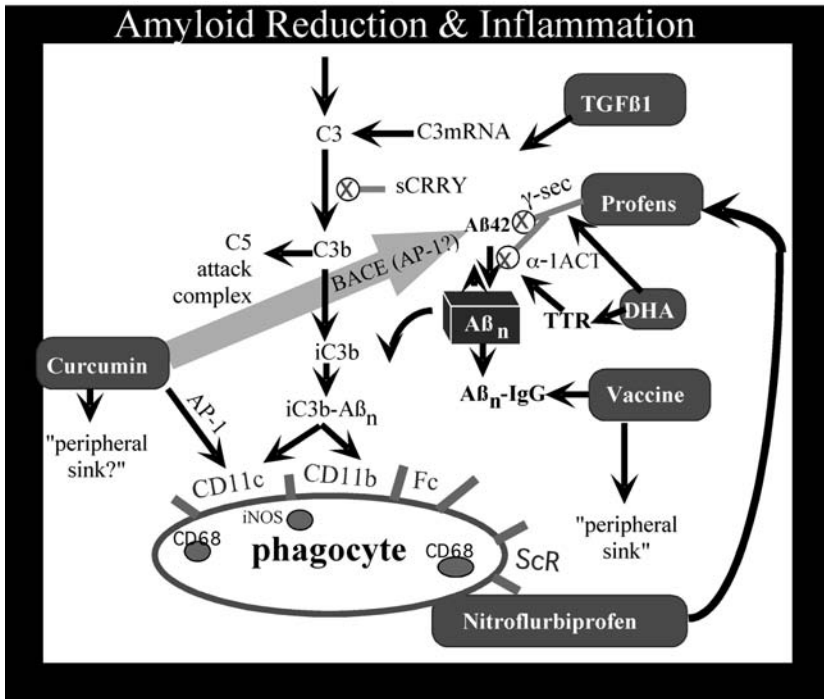 Amyloid Reduction & Inflammation
TGFß1
C3
C3mRNA
X
sCRRY
γ-sec
Profens
Aß42
X
C5
attack
complex
C3b
BACE (AP-1?)
X
α-1ACT
Aßn
TTR
DHA
iC3b
Curcumin
Aßn-IgG
Vaccine
AP-1
iC3b-Aßn
"peripheral
sink?"
CD11c
CD11b
Fc
iNOS
CD68
phagocyte
CD68
ScR
"peripheral
sink"
Nitroflurbiprofen